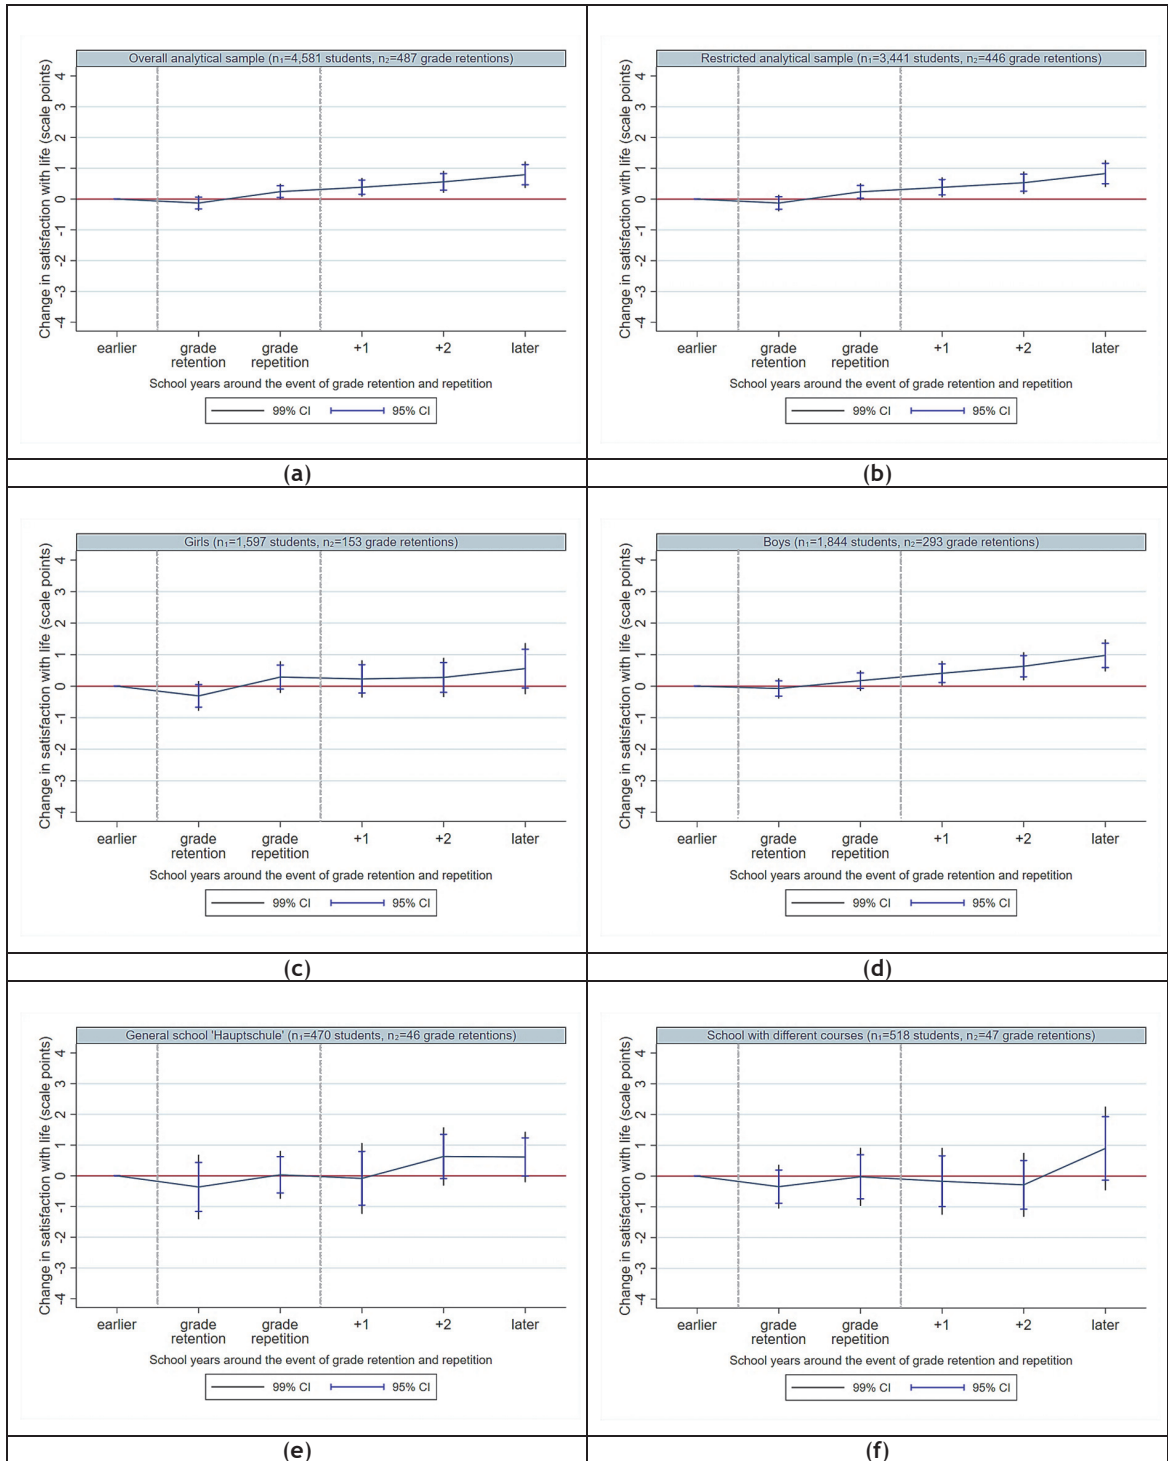 Overall analytical sample (n₁=4,581 students, n₂=487 grade retentions)
Change in satisfaction with life (scale points)
4
3
2
1
0
-1
-2
-3
-4
earlier
grade retention
grade repetition
+1
+2
later
School years around the event of grade retention and repetition
99% CI
95% CI
(a)
Restricted analytical sample (n₁=3,441 students, n₂=446 grade retentions)
Change in satisfaction with life (scale points)
4
3
2
1
0
-1
-2
-3
-4
earlier
grade retention
grade repetition
+1
+2
later
School years around the event of grade retention and repetition
99% CI
95% CI
(b)
Girls (n₁=1,597 students, n₂=153 grade retentions)
Change in satisfaction with life (scale points)
4
3
2
1
0
-1
-2
-3
-4
earlier
grade retention
grade repetition
+1
+2
later
School years around the event of grade retention and repetition
99% CI
95% CI
(c)
Boys (n₁=1,844 students, n₂=293 grade retentions)
Change in satisfaction with life (scale points)
4
3
2
1
0
-1
-2
-3
-4
earlier
grade retention
grade repetition
+1
+2
later
School years around the event of grade retention and repetition
99% CI
95% CI
(d)
General school 'Hauptschule' (n₁=470 students, n₂=46 grade retentions)
Change in satisfaction with life (scale points)
4
3
2
1
0
-1
-2
-3
-4
earlier
grade retention
grade repetition
+1
+2
later
School years around the event of grade retention and repetition
99% CI
95% CI
(e)
School with different courses (n₁=518 students, n₂=47 grade retentions)
Change in satisfaction with life (scale points)
4
3
2
1
0
-1
-2
-3
-4
earlier
grade retention
grade repetition
+1
+2
later
School years around the event of grade retention and repetition
99% CI
95% CI
(f)